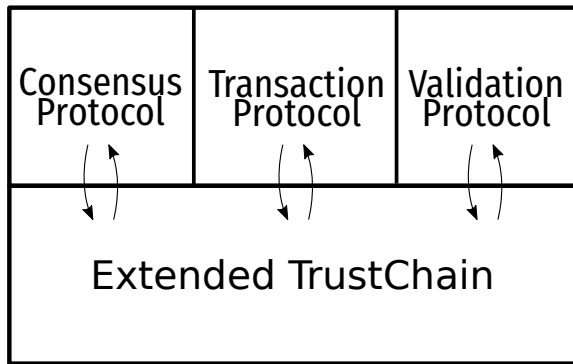 Consensus
Protocol
Transaction
Protocol
Validation
Protocol
Extended TrustChain